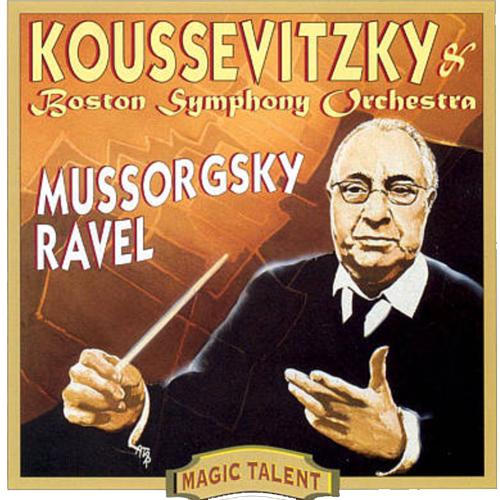 KOUSSEVITZKY &
Boston Symphony Orchestra
MUSSORGSKY
RAVEL
MAGIC TALENT